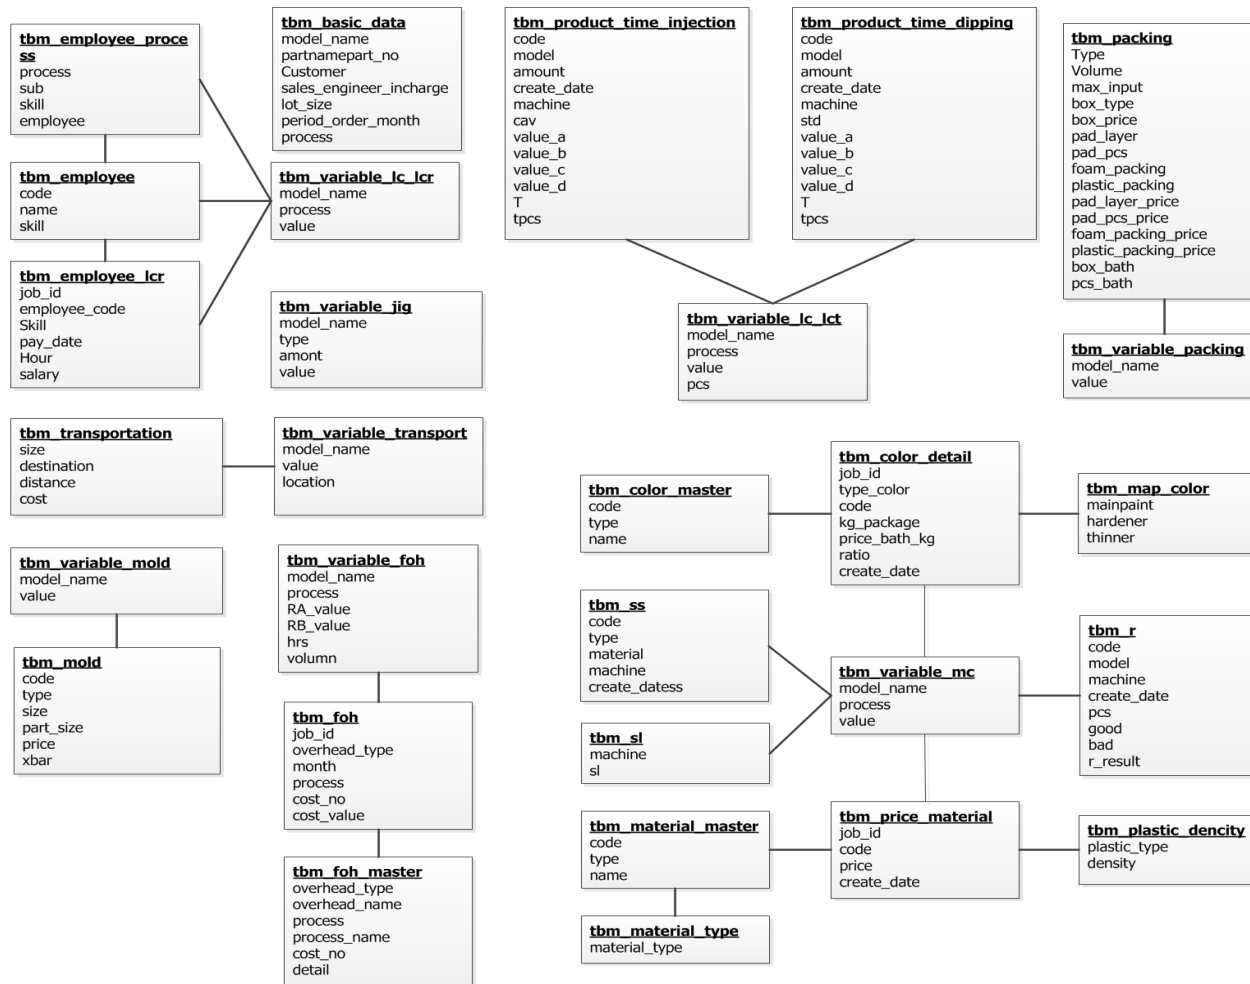 tbm_employee_proce
ss
process
sub
skill
employee
tbm_basic_data
model_name
partnamepart_no
Customer
sales_engineer_incharge
lot_size
period_order_month
process
tbm_product_time_injection
code
model
amount
create_date
machine
cav
value_a
value_b
value_c
value_d
T
tpcs
tbm_product_time_dipping
code
model
amount
create_date
machine
std
value_a
value_b
value_c
value_d
T
tpcs
tbm_packing
Type
Volume
max_input
box_type
box_price
pad_layer
pad_pcs
foam_packing
plastic_packing
pad_layer_price
pad_pcs_price
foam_packing_price
plastic_packing_price
box_bath
pcs_bath
tbm_employee
code
name
skill
tbm_variable_lc_lcr
model_name
process
value
tbm_employee_lcr
job_id
employee_code
Skill
pay_date
Hour
salary
tbm_variable_jig
model_name
type
amont
value
tbm_variable_lc_lct
model_name
process
value
pcs
tbm_variable_packing
model_name
value
tbm_transportation
size
destination
distance
cost
tbm_variable_transport
model_name
value
location
tbm_color_master
code
type
name
tbm_color_detail
job_id
type_color
code
kg_package
price_bath_kg
ratio
create_date
tbm_map_color
mainpaint
hardener
thinner
tbm_variable_mold
model_name
value
tbm_variable_foh
model_name
process
RA_value
RB_value
hrs
volumn
tbm_ss
code
type
material
machine
create_datess
tbm_r
code
model
machine
create_date
pcs
good
bad
r_result
tbm_mold
code
type
size
part_size
price
xbar
tbm_variable_mc
model_name
process
value
tbm_foh
job_id
overhead_type
month
process
cost_no
cost_value
tbm_sl
machine
sl
tbm_material_master
code
type
name
tbm_price_material
job_id
code
price
create_date
tbm_plastic_dencity
plastic_type
density
tbm_foh_master
overhead_type
overhead_name
process
process_name
cost_no
detail
tbm_material_type
material_type